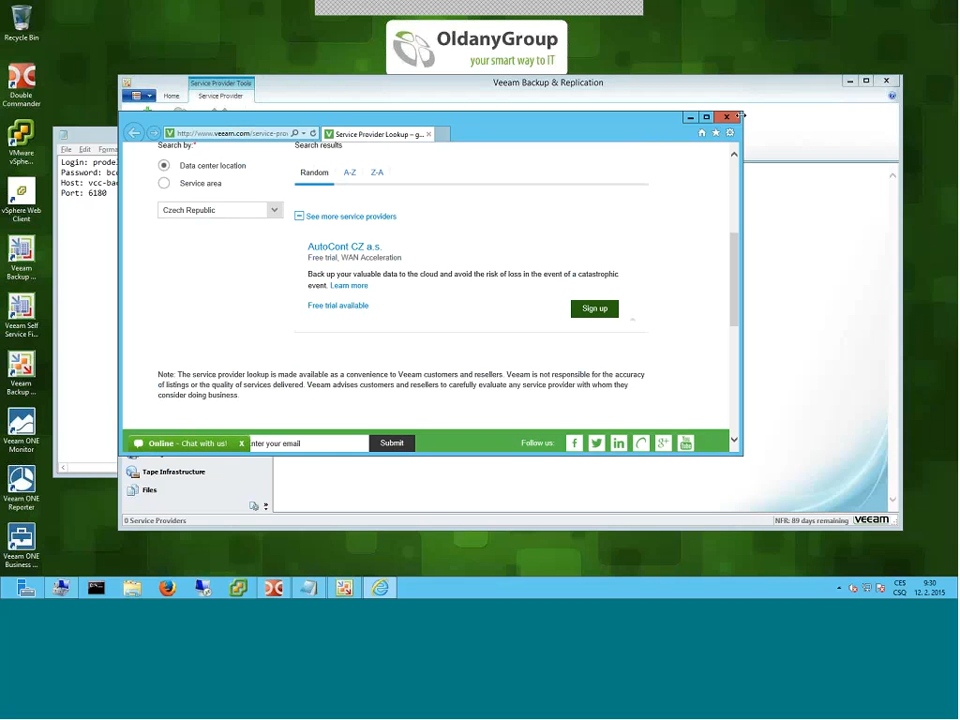 Recycle Bin
Double
Commander
VMware
vSphe...
vSphere Web
Client
Veeam
Backup ...
Veeam Self
Service Fi...
Veeam
Backup ...
Veeam ONE
Monitor
Veeam ONE
Reporter
Veeam ONE
Business ...
OldanyGroup
your smart way to IT
Service Provider Tools
Veeam Backup & Replication
Home
Service Provider
File Edit Forma
Login: prode
Password: bc
Host: vcc-ba
Port: 6180
http://www.veeam.com/service-pro
Service Provider Lookup – g...
Search by:*
Data center location
Service area
Czech Republic
Search results
Random A-Z Z-A
See more service providers
AutoCont CZ a.s.
Free trial, WAN Acceleration
Back up your valuable data to the cloud and avoid the risk of loss in the event of a catastrophic
event. Learn more
Free trial available
Sign up
Note: The service provider lookup is made available as a convenience to Veeam customers and resellers. Veeam is not responsible for the accuracy
of listings or the quality of services delivered. Veeam advises customers and resellers to carefully evaluate any service provider with whom they
consider doing business.
Online - Chat with us! x
nter your email
Submit
Follow us:
Tape Infrastructure
Files
0 Service Providers
NFR: 89 days remaining
veeam
CES
CSQ
9:30
12. 2. 2015